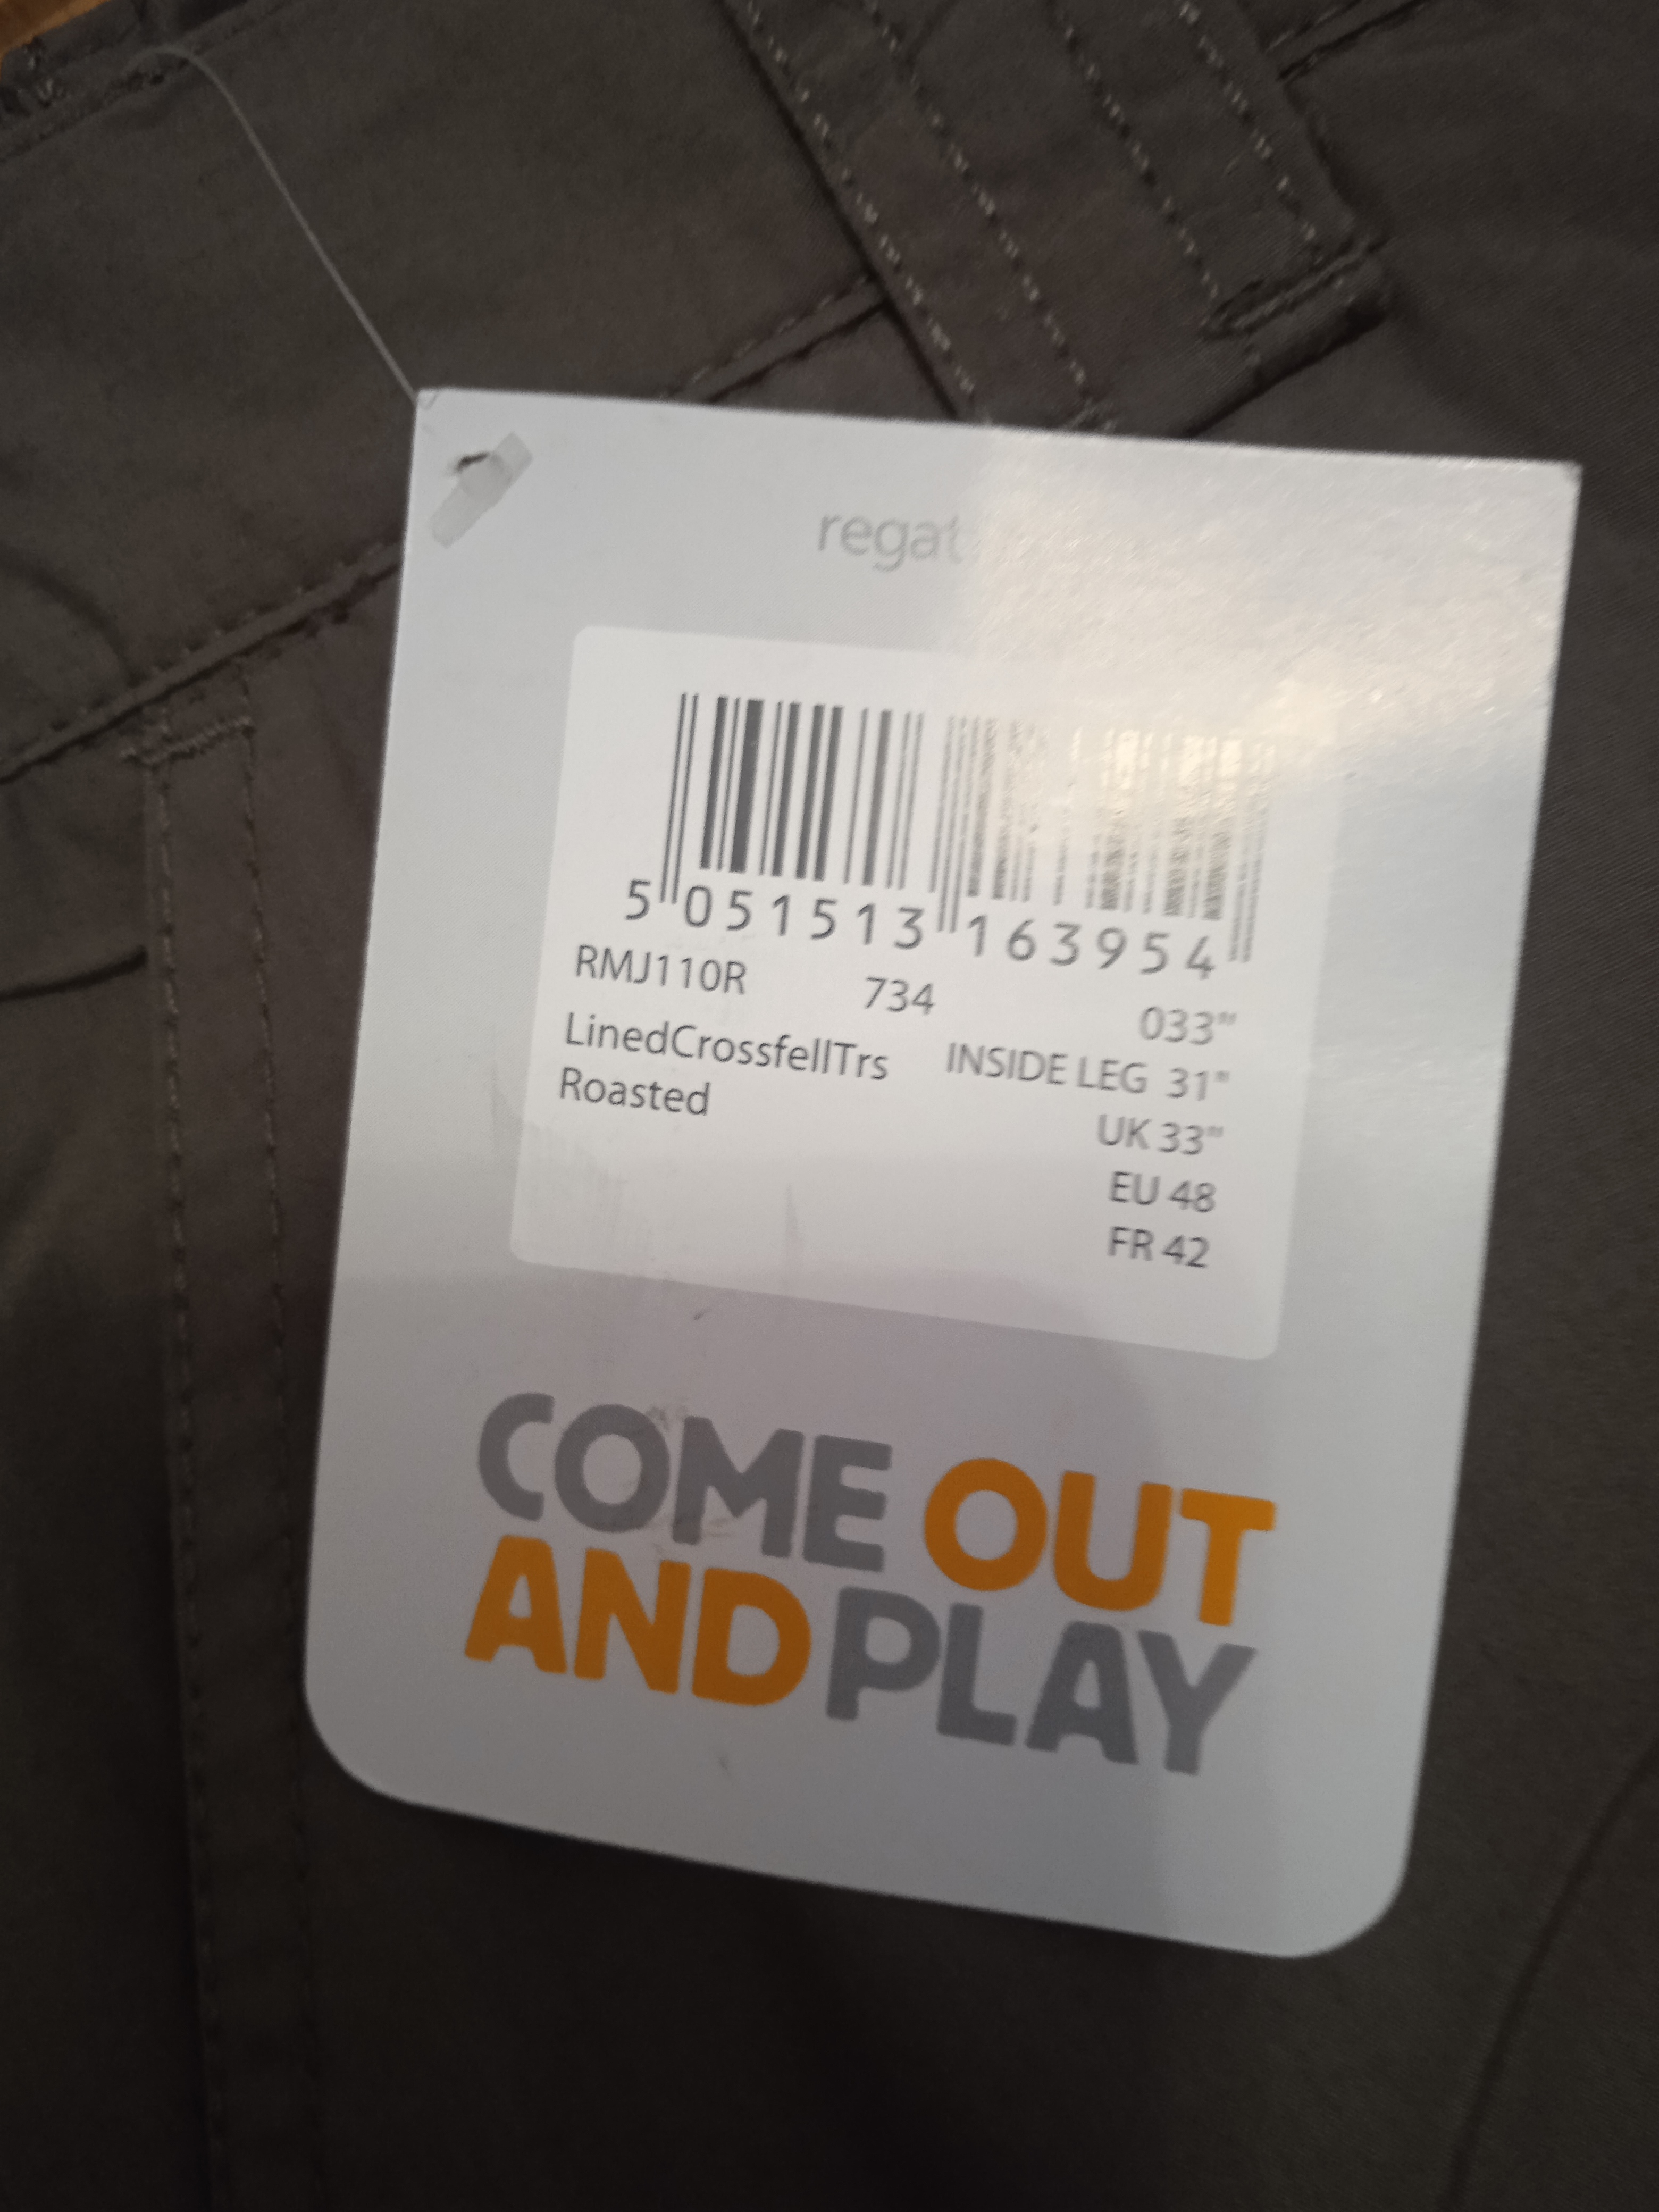 regat
5 051513 163954
RMJ110R 734 033"
LinedCrossfellTrs INSIDE LEG 31"
Roasted UK 33"
EU 48
FR 42
COME OUT
AND PLAY